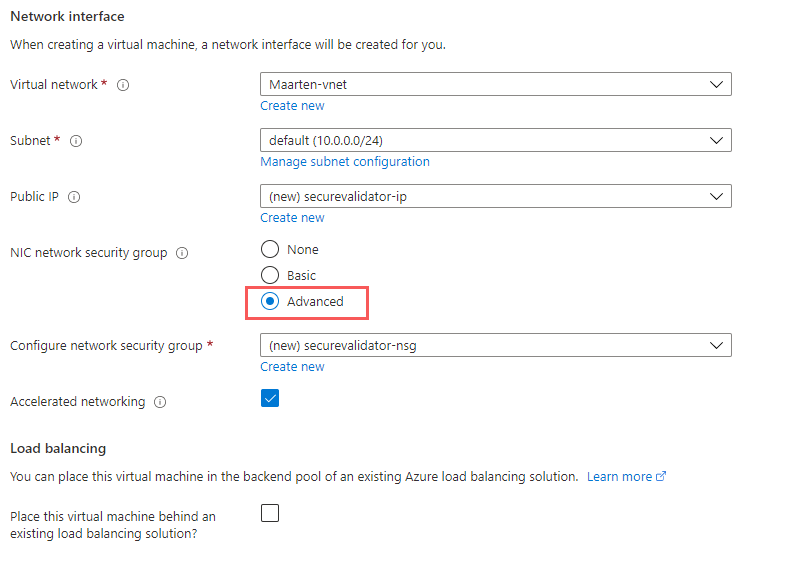 Network interface
When creating a virtual machine, a network interface will be created for you.
Virtual network *
Maarten-vnet
Create new
Subnet *
default (10.0.0.0/24)
Manage subnet configuration
Public IP
(new) securevalidator-ip
Create new
NIC network security group
None
Basic
Advanced
Configure network security group *
(new) securevalidator-nsg
Create new
Accelerated networking
Load balancing
You can place this virtual machine in the backend pool of an existing Azure load balancing solution. Learn more
Place this virtual machine behind an
existing load balancing solution?